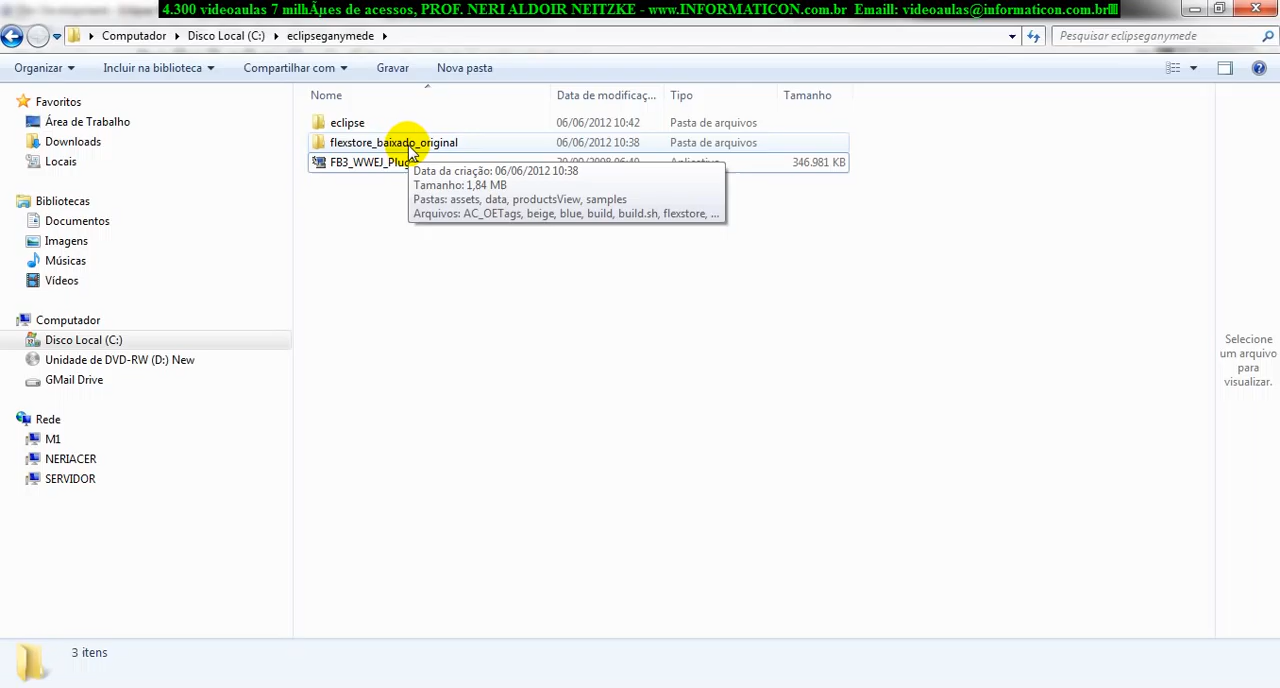 4.300 videoaulas 7 milhÃµes de acessos, PROF. NERI ALDOIR NEITZKE - www.INFORMATICON.com.br Emaill: videoaulas@informaticon.com.br
Computador
Disco Local (C:)
eclipseganymede
Pesquisar eclipseganymede
Organizar
Incluir na biblioteca
Compartilhar com
Gravar
Nova pasta
Favoritos
Área de Trabalho
Downloads
Locais
Bibliotecas
Documentos
Imagens
Músicas
Vídeos
Computador
Disco Local (C:)
Unidade de DVD-RW (D:) New
GMail Drive
Rede
M1
NERIACER
SERVIDOR
Nome
Data de modificaç...
Tipo
Tamanho
eclipse
06/06/2012 10:42
Pasta de arquivos
flexstore_baixado_original
06/06/2012 10:38
Pasta de arquivos
FB3_WWEJ_Plug
346.981 KB
Data da criação: 06/06/2012 10:38
Tamanho: 1,84 MB
Pastas: assets, data, productsView, samples
Arquivos: AC_OETags, beige, blue, build, build.sh, flexstore, ...
Selecione
um arquivo
para
visualizar.
3 itens